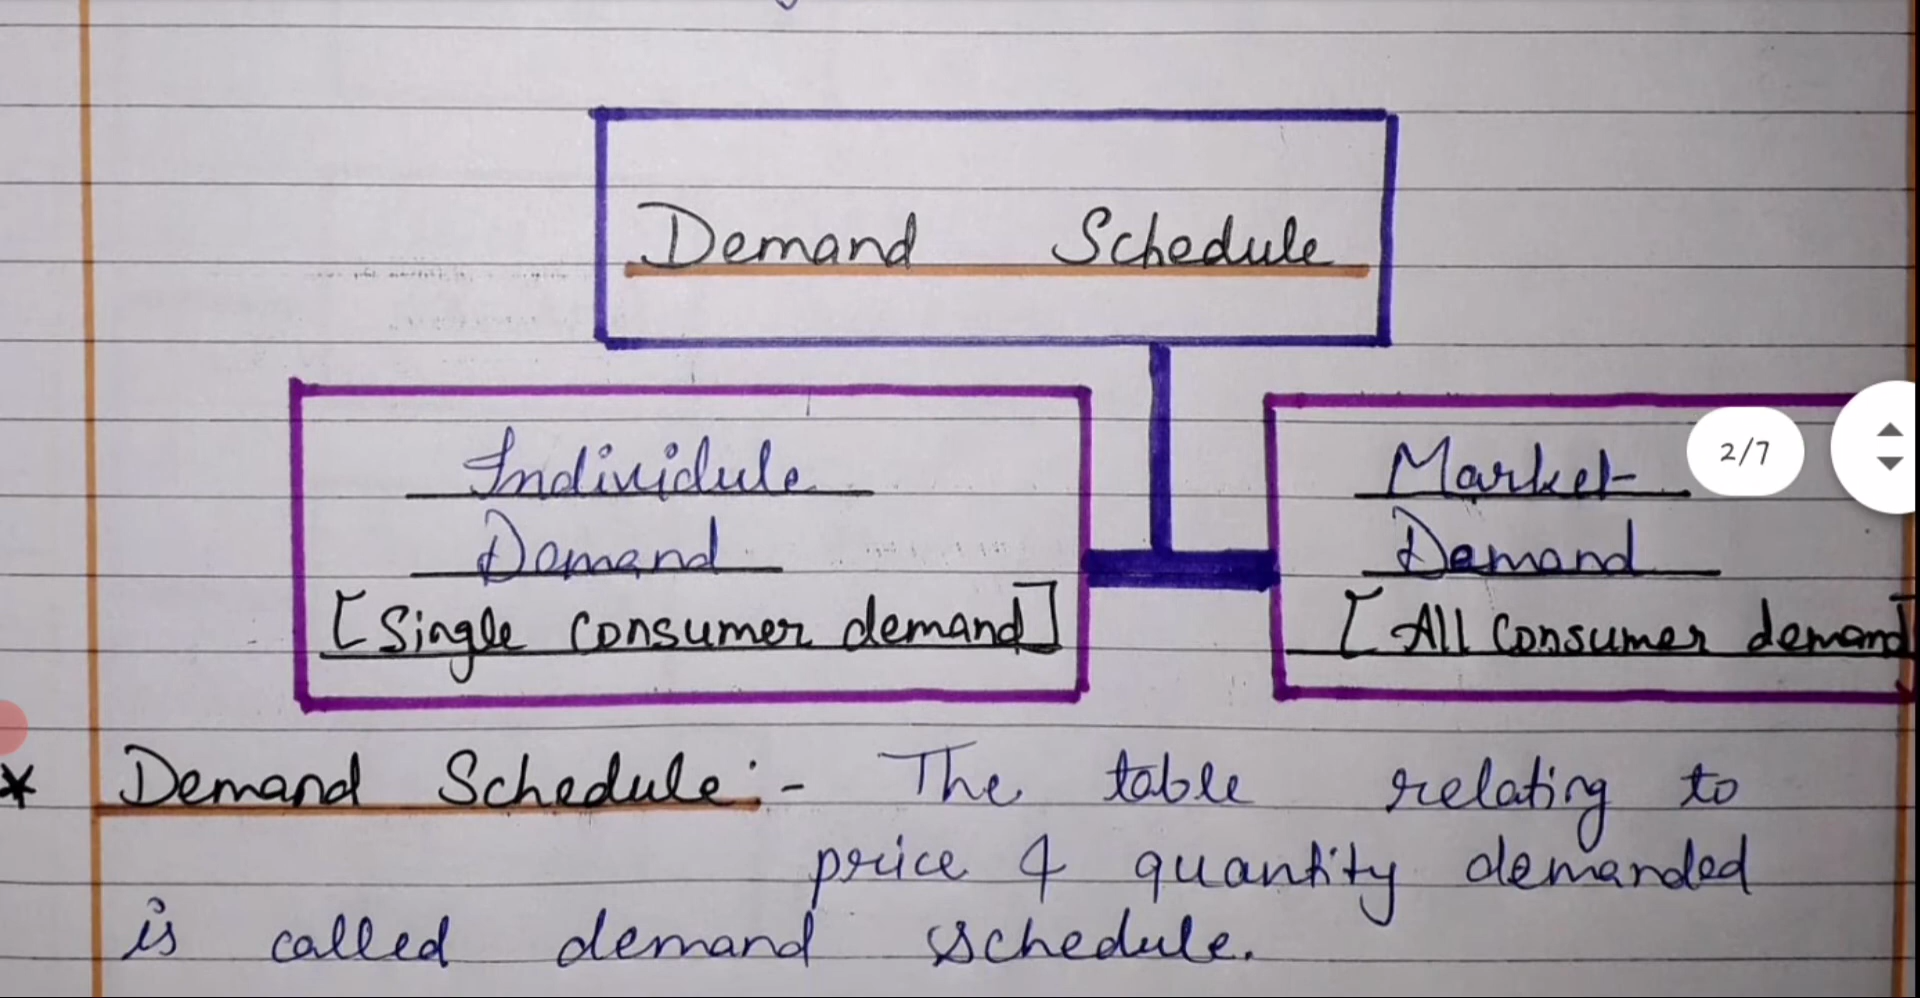 Demand Schedule
Individule
Demand
[Single consumer demand]
Market
Demand
[All consumer demand]
2/7
* Demand Schedule:- The table relating to
price & quantity demanded
is called demand schedule.